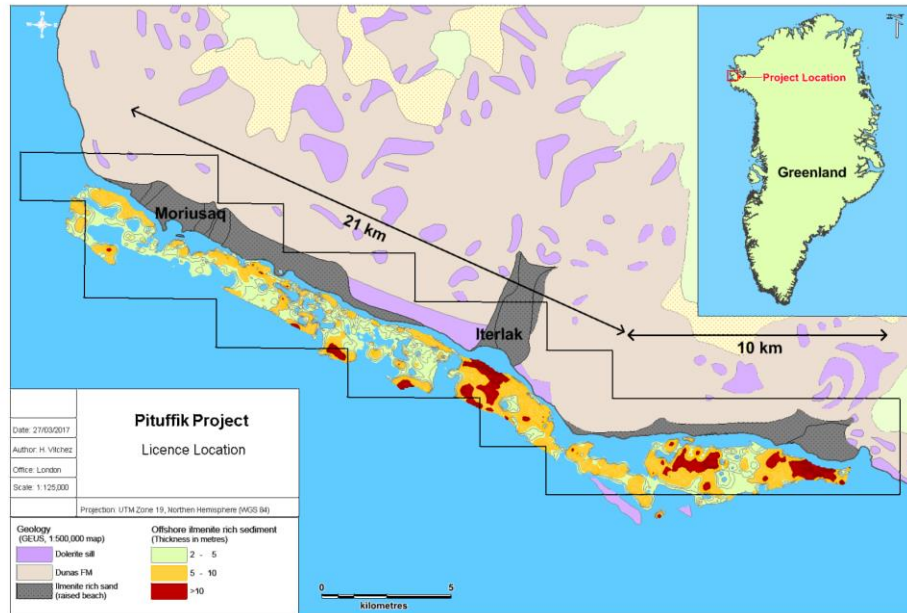 Project Location
Greenland
Moriusaq
21 km
Iterlak
10 km
Pituffik Project
Licence Location
Date: 27/03/2017
Author: H. Vilchez
Office: London
Scale: 1:125,000
Projection: UTM Zone 19, Northen Hemisphere (WGS 84)
Geology
(GEUS, 1:500,000 map)
Dolerite sill
Dunas FM
Ilmenite rich sand
(raised beach)
Offshore ilmenite rich sediment
(Thickness in metres)
2 - 5
5 - 10
>10
0 5
kilometres